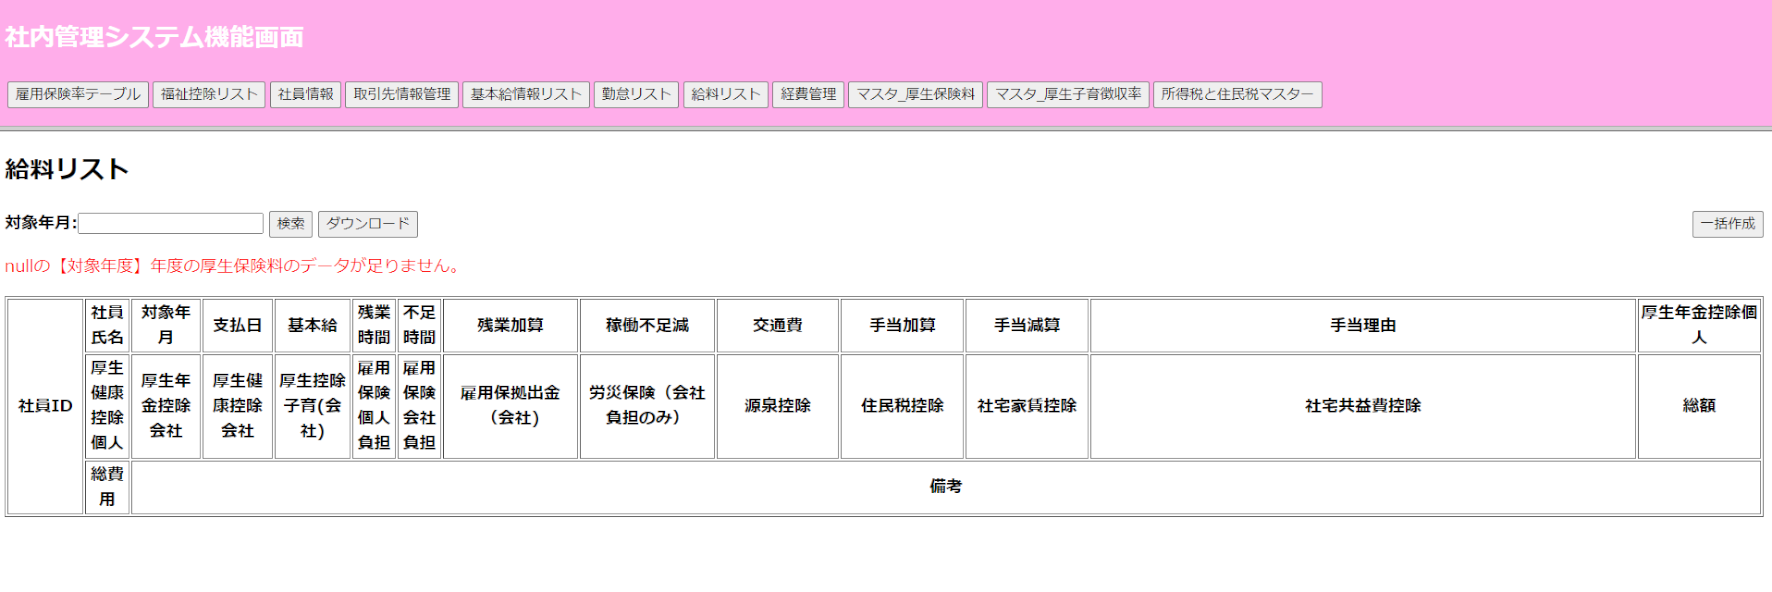 社内管理システム機能画面
雇用保険率テーブル 福祉控除リスト 社員情報 取引先情報管理 基本給情報リスト 勤怠リスト 給料リスト 経費管理 マスタ_厚生保険料 マスタ_厚生子育徴収率 所得税と住民税マスター
給料リスト
対象年月: 検索 ダウンロード 一括作成
nullの【対象年度】年度の厚生保険料のデータが足りません。
社員ID
社員氏名 対象年月 支払日 基本給 残業時間 不足時間 残業加算 稼働不足減 交通費 手当加算 手当減算 手当理由 厚生年金控除個人
厚生健康控除個人 厚生年金控除会社 厚生健康控除会社 厚生控除子育(会社) 雇用保険個人負担 雇用保険会社負担 雇用保拠出金（会社) 労災保険（会社負担のみ） 源泉控除 住民税控除 社宅家賃控除 社宅共益費控除 総額
総費用 備考